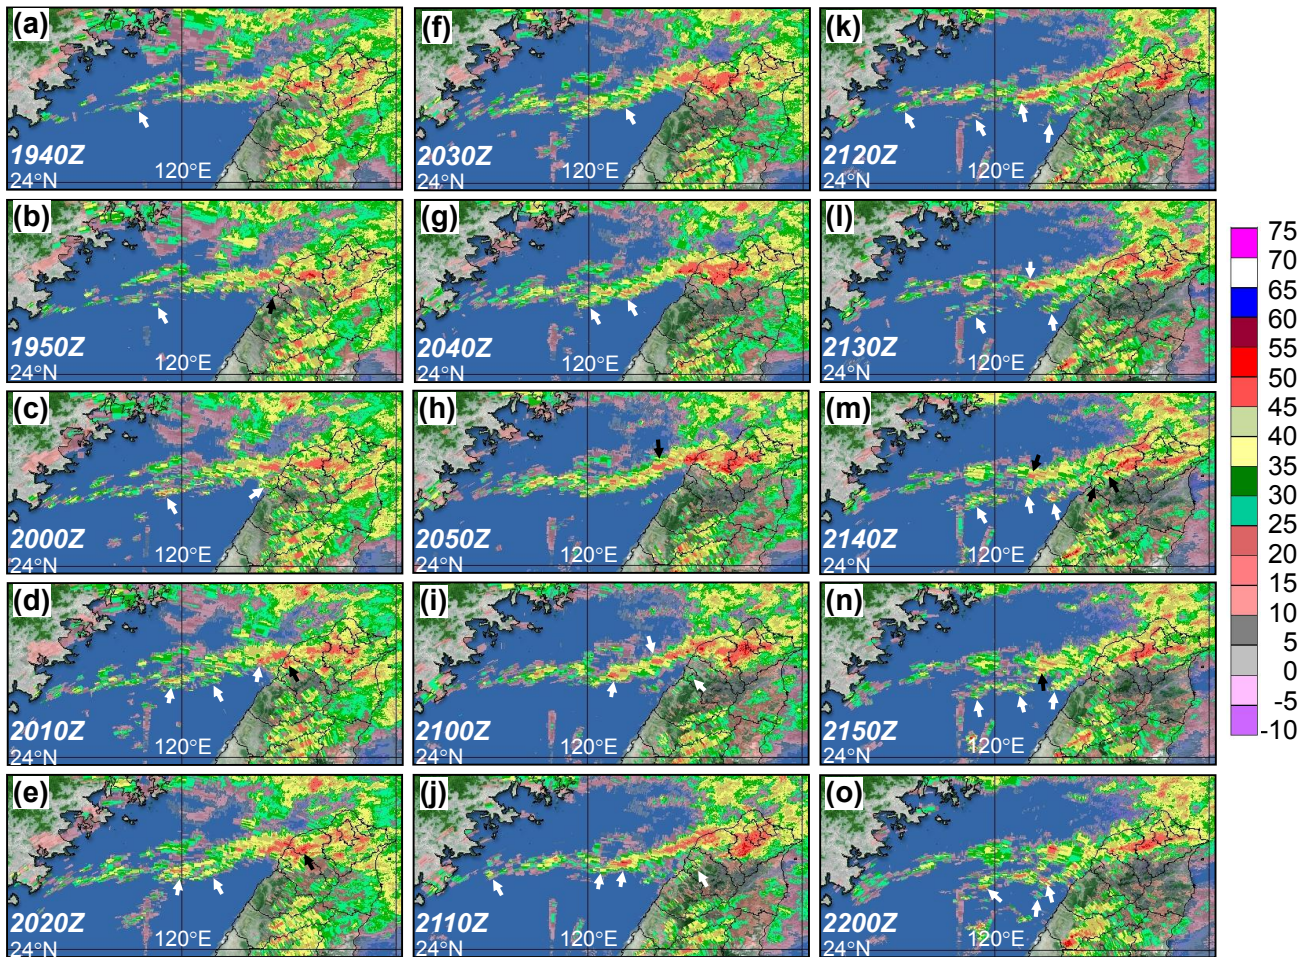 (a)
1940Z
120°E
24°N
(b)
1950Z
120°E
24°N
(c)
2000Z
120°E
24°N
(d)
2010Z
120°E
24°N
(e)
2020Z
120°E
24°N
(f)
2030Z
120°E
24°N
(g)
2040Z
120°E
24°N
(h)
2050Z
120°E
24°N
(i)
2100Z
120°E
24°N
(j)
2110Z
120°E
24°N
(k)
2120Z
120°E
24°N
(l)
2130Z
120°E
24°N
(m)
2140Z
120°E
24°N
(n)
2150Z
120°E
24°N
(o)
2200Z
120°E
24°N
75
70
65
60
55
50
45
40
35
30
25
20
15
10
5
0
-5
-10